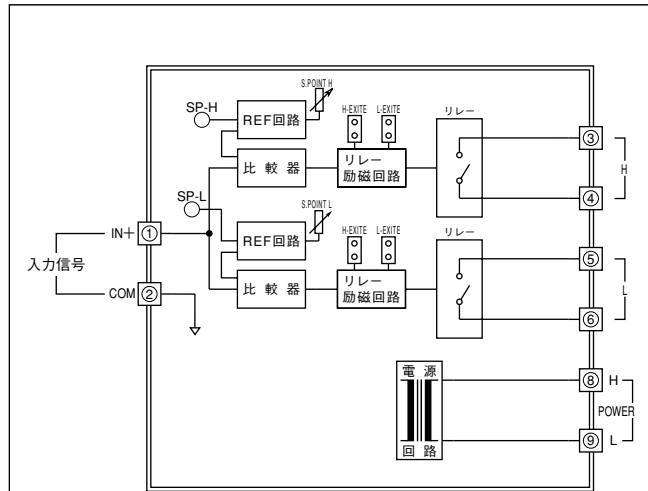 S.POINT H
SP-H
REF回路
H-EXITE
L-EXITE
リレー
比較器
リレー
励磁回路
③
④
H
SP-L
S.POINT L
REF回路
H-EXITE
L-EXITE
リレー
IN+
①
入力信号
COM
②
比較器
リレー
励磁回路
⑤
⑥
L
電源
回路
⑧
H
POWER
⑨
L